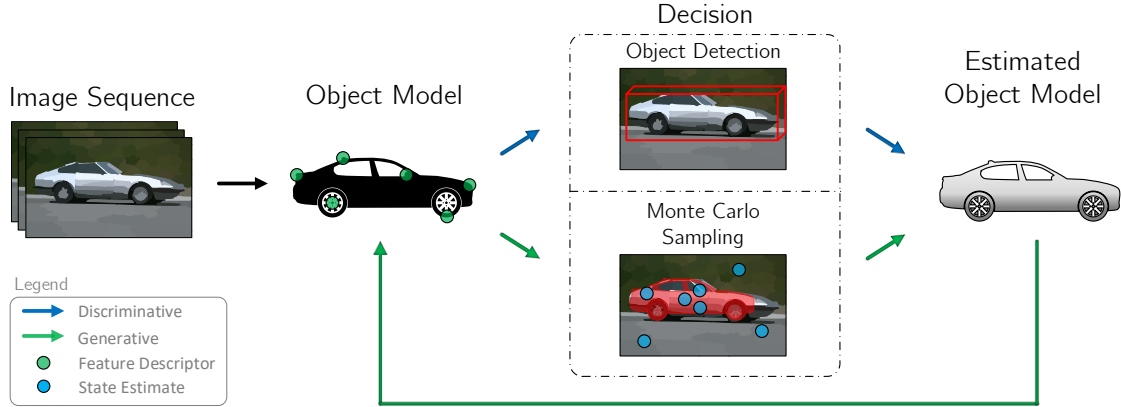 Decision
Object Detection
Image Sequence
Object Model
Estimated
Object Model
Monte Carlo
Sampling
Legend
Discriminative
Generative
Feature Descriptor
State Estimate